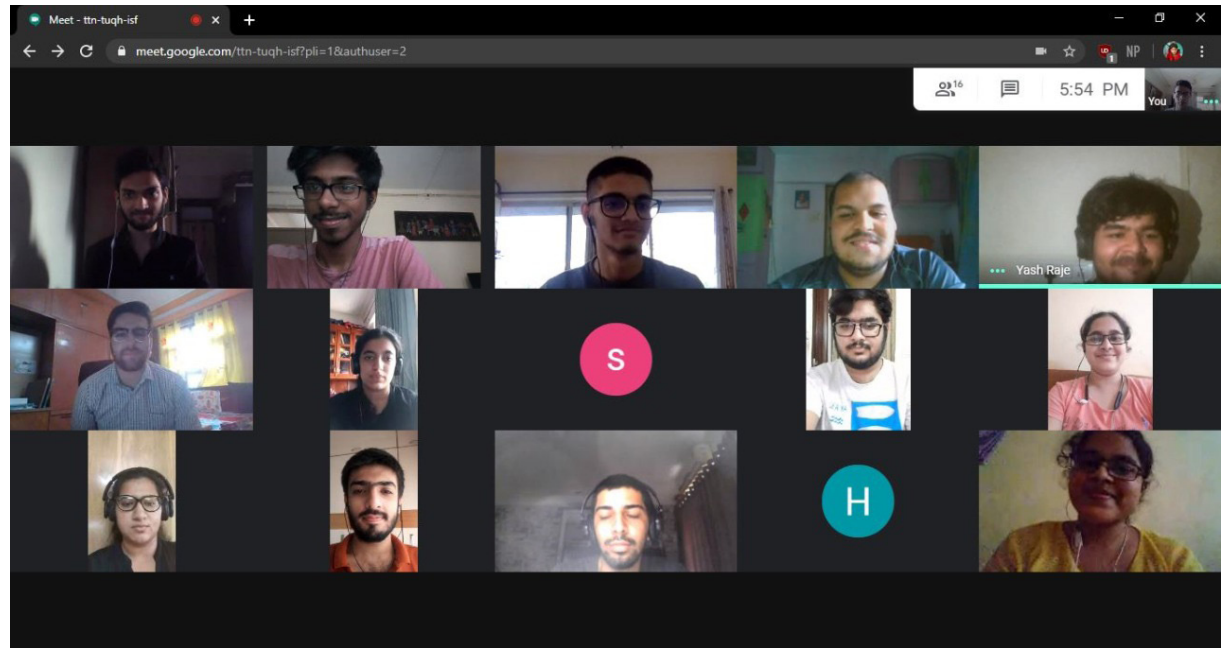 Meet - ttn-tuqh-isf
meet.google.com/ttn-tuqh-isf?pli=1&authuser=2
1
NP
16
5:54 PM
You
Yash Raje
S
H